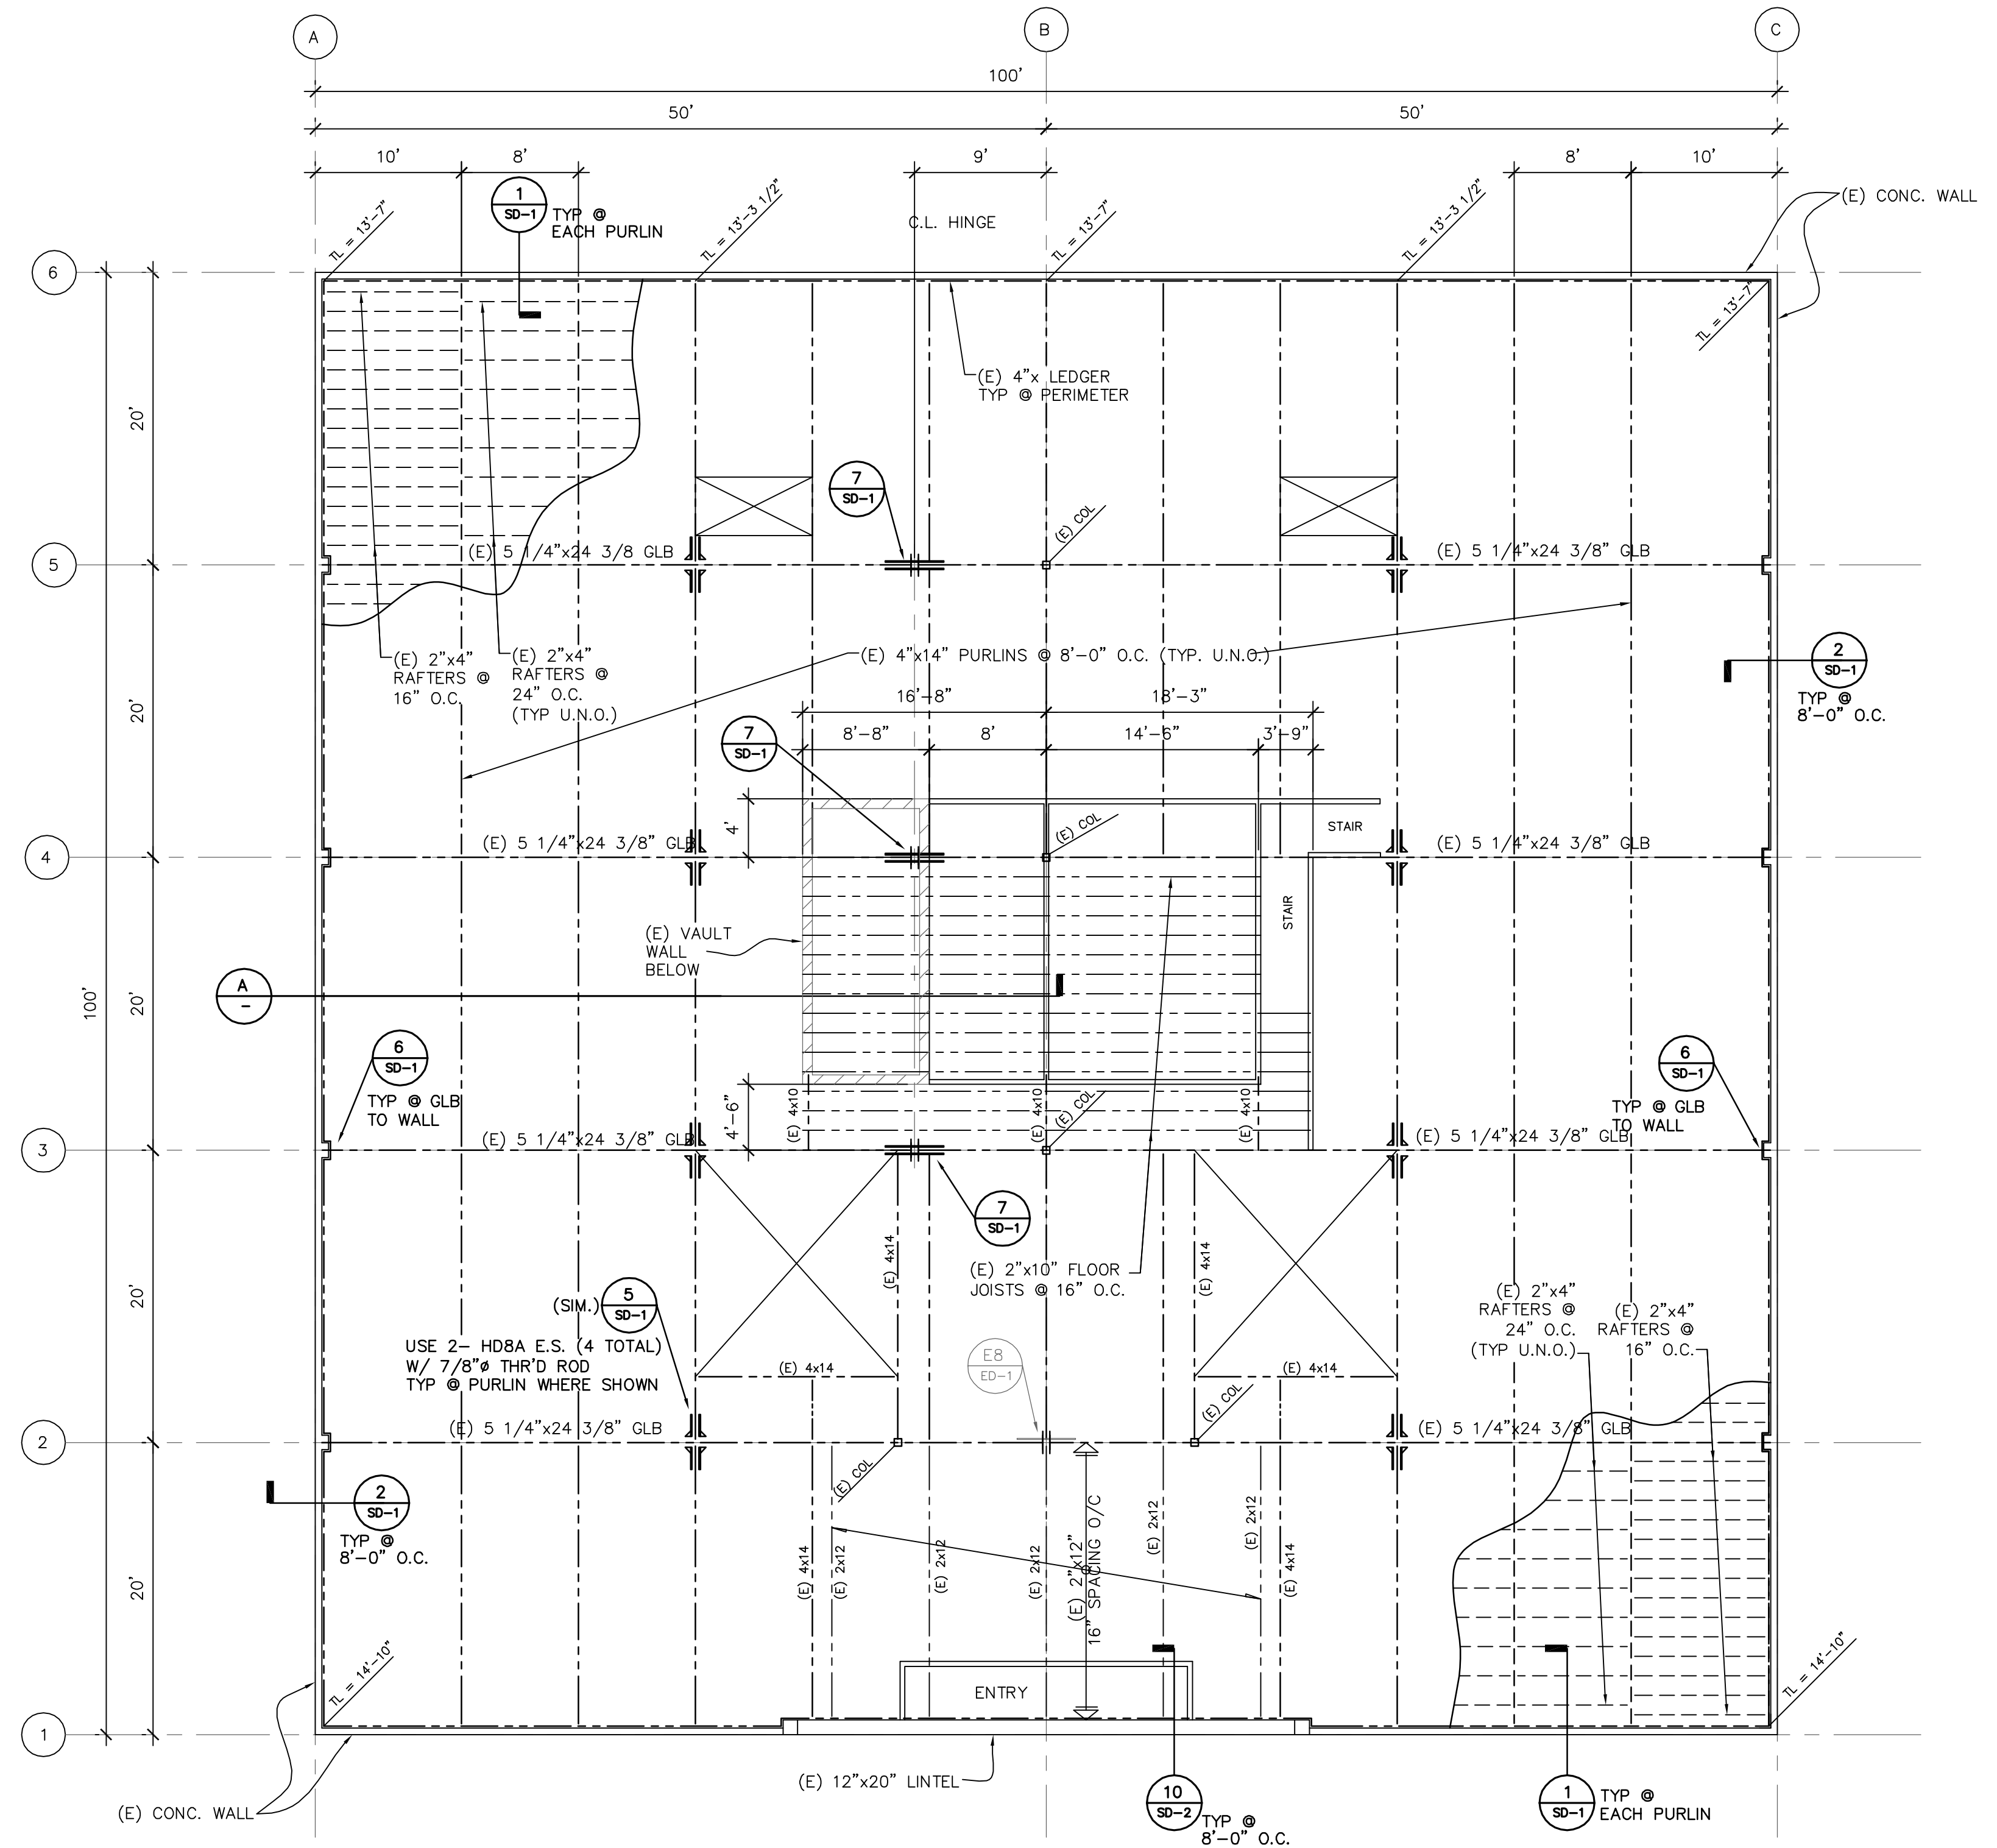 A
B
C
100'
50'
50'
10'
8'
9'
8'
10'
1
SD-1
TYP @
EACH PURLIN
TL = 13'-7"
TL = 13'-3 1/2"
C.L. HINGE
TL = 13'-7"
TL = 13'-3 1/2"
(E) CONC. WALL
TL = 13'-7"
6
20'
(E) 4"x LEDGER
TYP @ PERIMETER
7
SD-1
(E) COL
5
(E) 5 1/4"x24 3/8 GLB
(E) 5 1/4"x24 3/8" GLB
(E) 2"x4"
RAFTERS @
16" O.C.
(E) 2"x4"
RAFTERS @
24" O.C.
(TYP U.N.O.)
(E) 4"x14" PURLINS @ 8'-0" O.C. (TYP. U.N.O.)
2
SD-1
TYP @
8'-0" O.C.
20'
16'-8"
18'-3"
7
SD-1
8'-8"
8'
14'-6"
3'-9"
4'
(E) COL
STAIR
4
(E) 5 1/4"x24 3/8" GLB
(E) 5 1/4"x24 3/8" GLB
STAIR
(E) VAULT
WALL
BELOW
A
-
100'
20'
6
SD-1
TYP @ GLB
TO WALL
6
SD-1
TYP @ GLB
TO WALL
4'-6"
(E) 4x10
(E) 4x10
(E) COL
(E) 4x10
3
(E) 5 1/4"x24 3/8" GLB
(E) 5 1/4"x24 3/8" GLB
7
SD-1
(E) 4x14
(E) 4x14
(E) 2"x10" FLOOR
JOISTS @ 16" O.C.
20'
(SIM.)
5
SD-1
USE 2- HD8A E.S. (4 TOTAL)
W/ 7/8"ø THR'D ROD
TYP @ PURLIN WHERE SHOWN
E8
ED-1
(E) 4x14
(E) 4x14
(E) COL
(E) 2"x4"
RAFTERS @
24" O.C.
(TYP U.N.O.)
(E) 2"x4"
RAFTERS @
16" O.C.
2
(E) 5 1/4"x24 3/8" GLB
(E) 5 1/4"x24 3/8" GLB
(E) COL
2
SD-1
TYP @
8'-0" O.C.
20'
(E) 4x14
(E) 2x12
(E) 2x12
(E) 2x12
(E) 2"x12"
16" SPACING O/C
(E) 2x12
(E) 2x12
(E) 4x14
TL = 14'-10"
ENTRY
TL = 14'-10"
1
(E) 12"x20" LINTEL
(E) CONC. WALL
10
SD-2
TYP @
8'-0" O.C.
1
SD-1
TYP @
EACH PURLIN